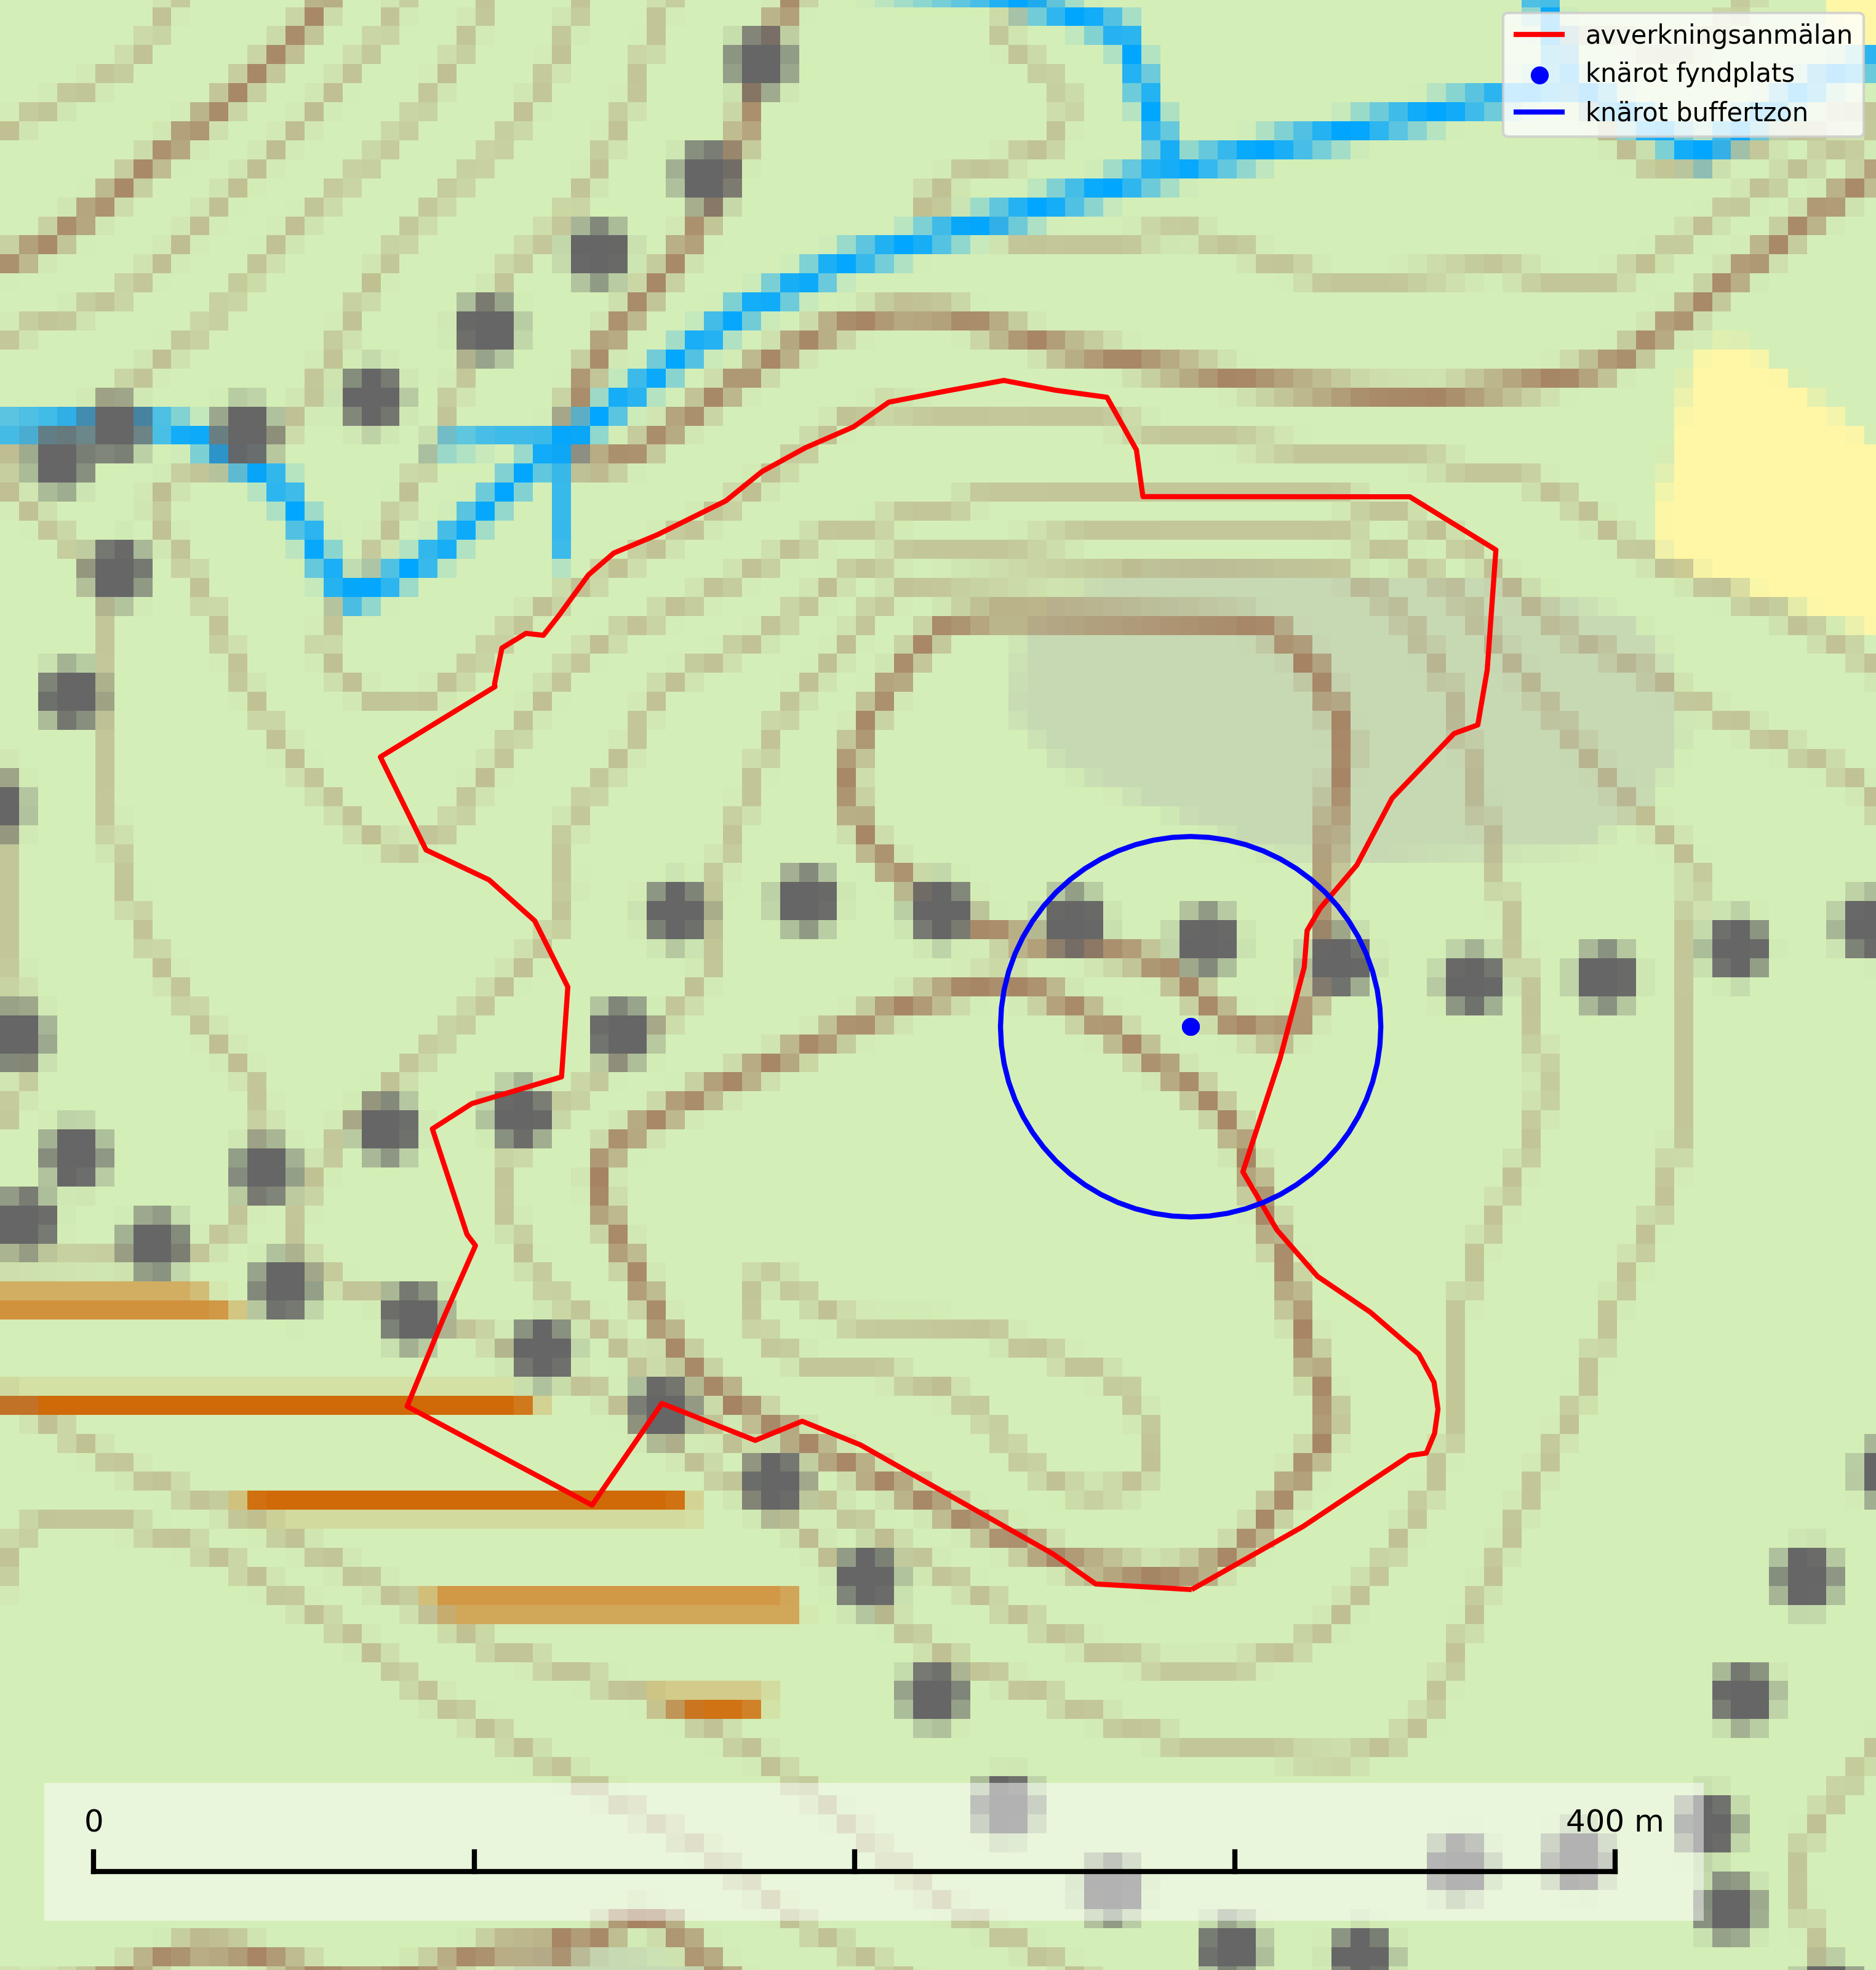 avverkningsanmälan
knärot fyndplats
knärot buffertzon
0 400 m